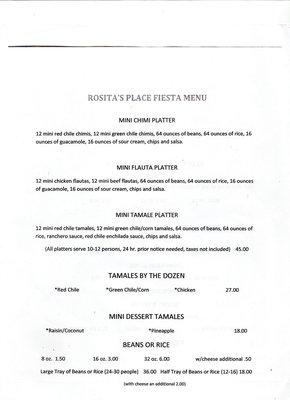 ROSITA'S PLACE FIESTA MENU
MINI CHIMI PLATTER
12 mini red chile chimis, 12 mini green chile chimis, 64 ounces of beans, 64 ounces of rice, 16
ounces of guacamole, 16 ounces of sour cream, chips and salsa.
MINI FLAUTA PLATTER
12 mini chicken flautas, 12 mini beef flautas, 64 ounces of beans, 64 ounces of rice, 16 ounces
of guacamole, 16 ounces of sour cream, chips and salsa.
MINI TAMALE PLATTER
12 mini red chile tamales, 12 mini green chile/corn tamales, 64 ounces of beans, 64 ounces of
rice, ranchero sauce, red chile enchilada sauce, chips and salsa.
(All platters serve 10-12 persons, 24 hr. prior notice needed, taxes not included) 45.00
TAMALES BY THE DOZEN
*Red Chile *Green Chile/Corn *Chicken 27.00
MINI DESSERT TAMALES
*Raisin/Coconut *Pineapple 18.00
BEANS OR RICE
8 oz. 1.50 16 oz. 3.00 32 oz. 6.00 w/cheese additional .50
Large Tray of Beans or Rice (24-30 people) 36.00 Half Tray of Beans or Rice (12-16) 18.00
(with cheese an additional 2.00)